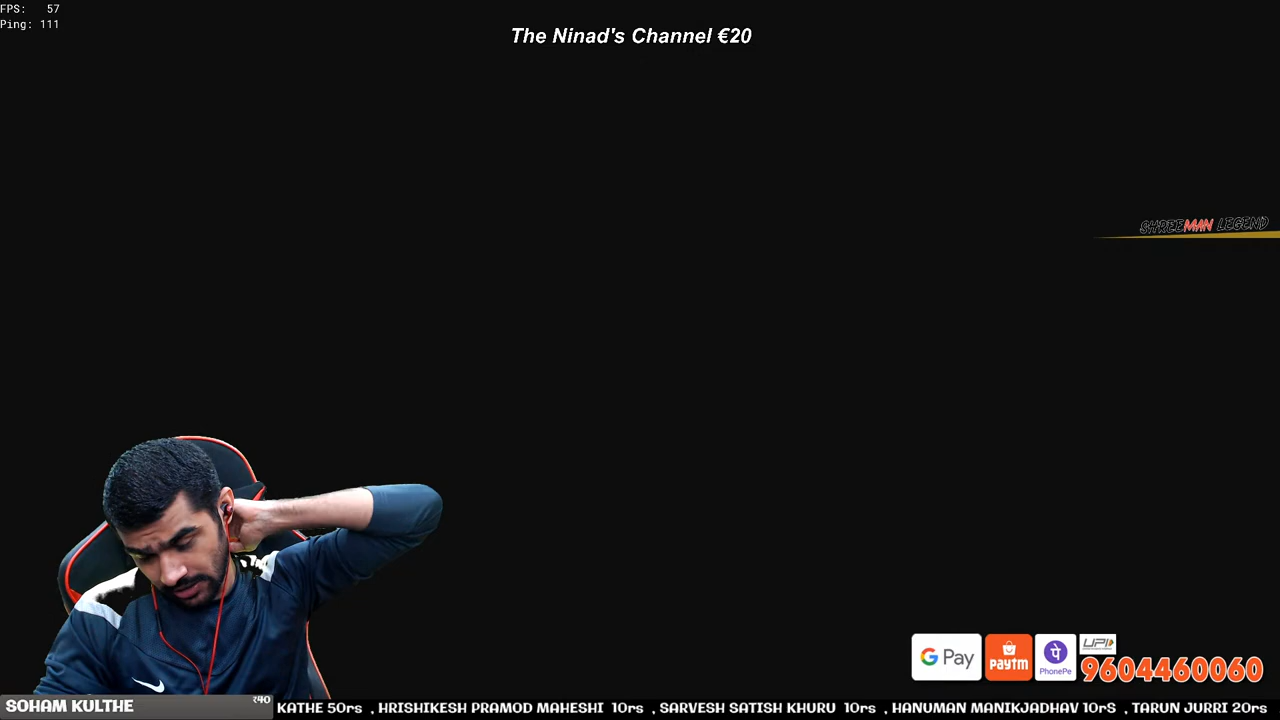 FPS: 57
Ping: 111
The Ninad's Channel €20
SHREEMAN LEGEND
G Pay
paytm
पे
PhonePe
UPI
9604460060
SOHAM KULTHE ₹40
KATHE 50rs , HRISHIKESH PRAMOD MAHESHI 10rs , SARVESH SATISH KHURU 10rs , HANUMAN MANIKJADHAV 10rS , TARUN JURRI 20rs